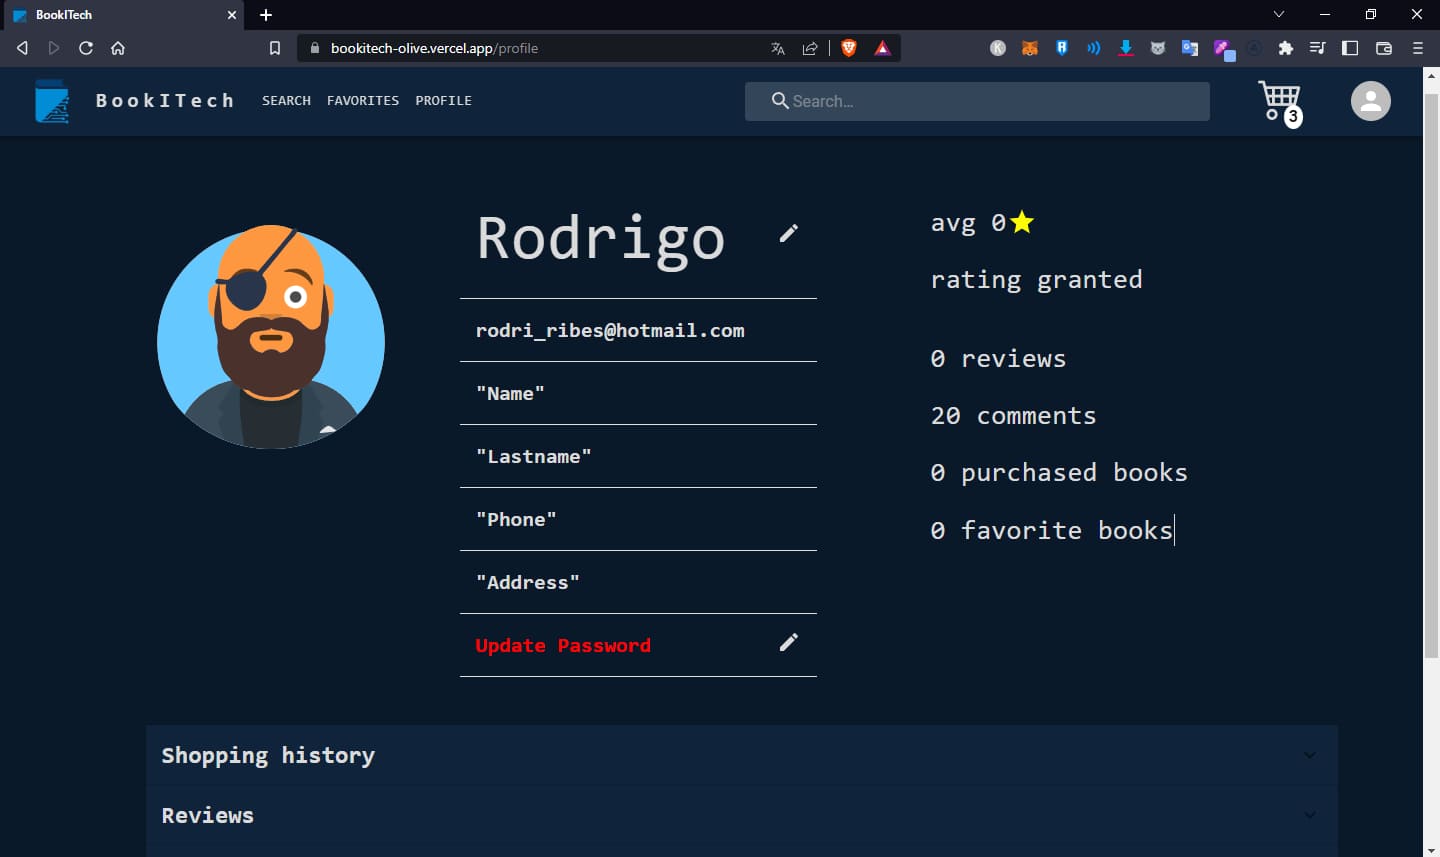 BookITech
bookitech-olive.vercel.app/profile
BookITech SEARCH FAVORITES PROFILE Search... 3
Rodrigo
rodri_ribes@hotmail.com
"Name"
"Lastname"
"Phone"
"Address"
Update Password
avg 0
rating granted
0 reviews
20 comments
0 purchased books
0 favorite books
Shopping history
Reviews